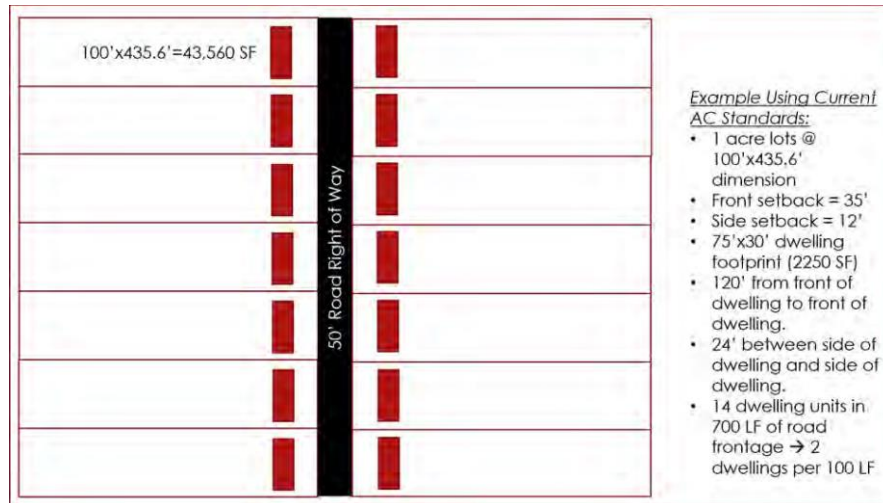 100'x435.6'=43,560 SF
50' Road Right of Way
Example Using Current
AC Standards:
• 1 acre lots @
100'x435.6'
dimension
• Front setback = 35'
• Side setback = 12'
• 75'x30' dwelling
footprint (2250 SF)
• 120' from front of
dwelling to front of
dwelling.
• 24' between side of
dwelling and side of
dwelling.
• 14 dwelling units in
700 LF of road
frontage → 2
dwellings per 100 LF